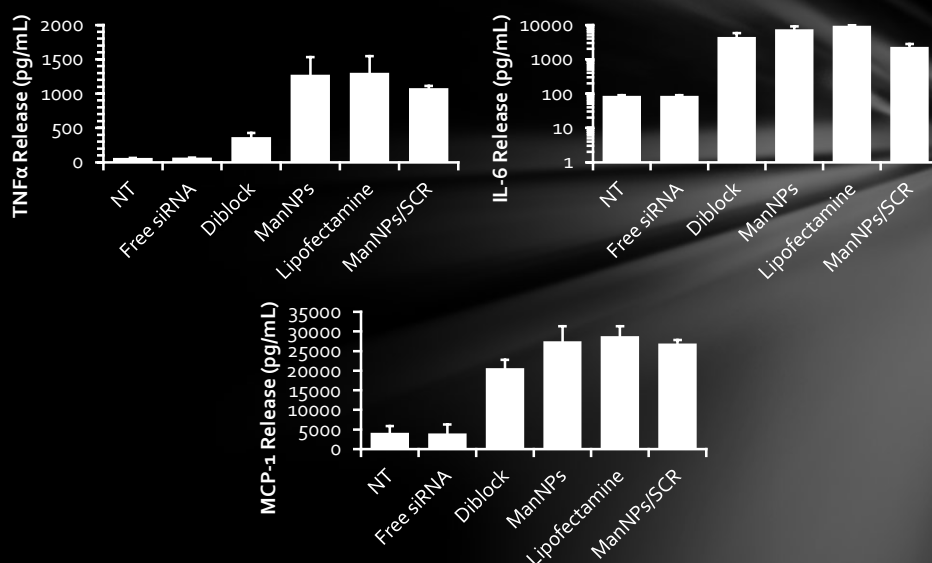 TNFα Release (pg/mL)
2000
1500
1000
500
0
NT
Free siRNA
Diblock
ManNPs
Lipofectamine
ManNPs/SCR
IL-6 Release (pg/mL)
10000
1000
100
10
1
NT
Free siRNA
Diblock
ManNPs
Lipofectamine
ManNPs/SCR
MCP-1 Release (pg/mL)
35000
30000
25000
20000
15000
10000
5000
0
NT
Free siRNA
Diblock
ManNPs
Lipofectamine
ManNPs/SCR